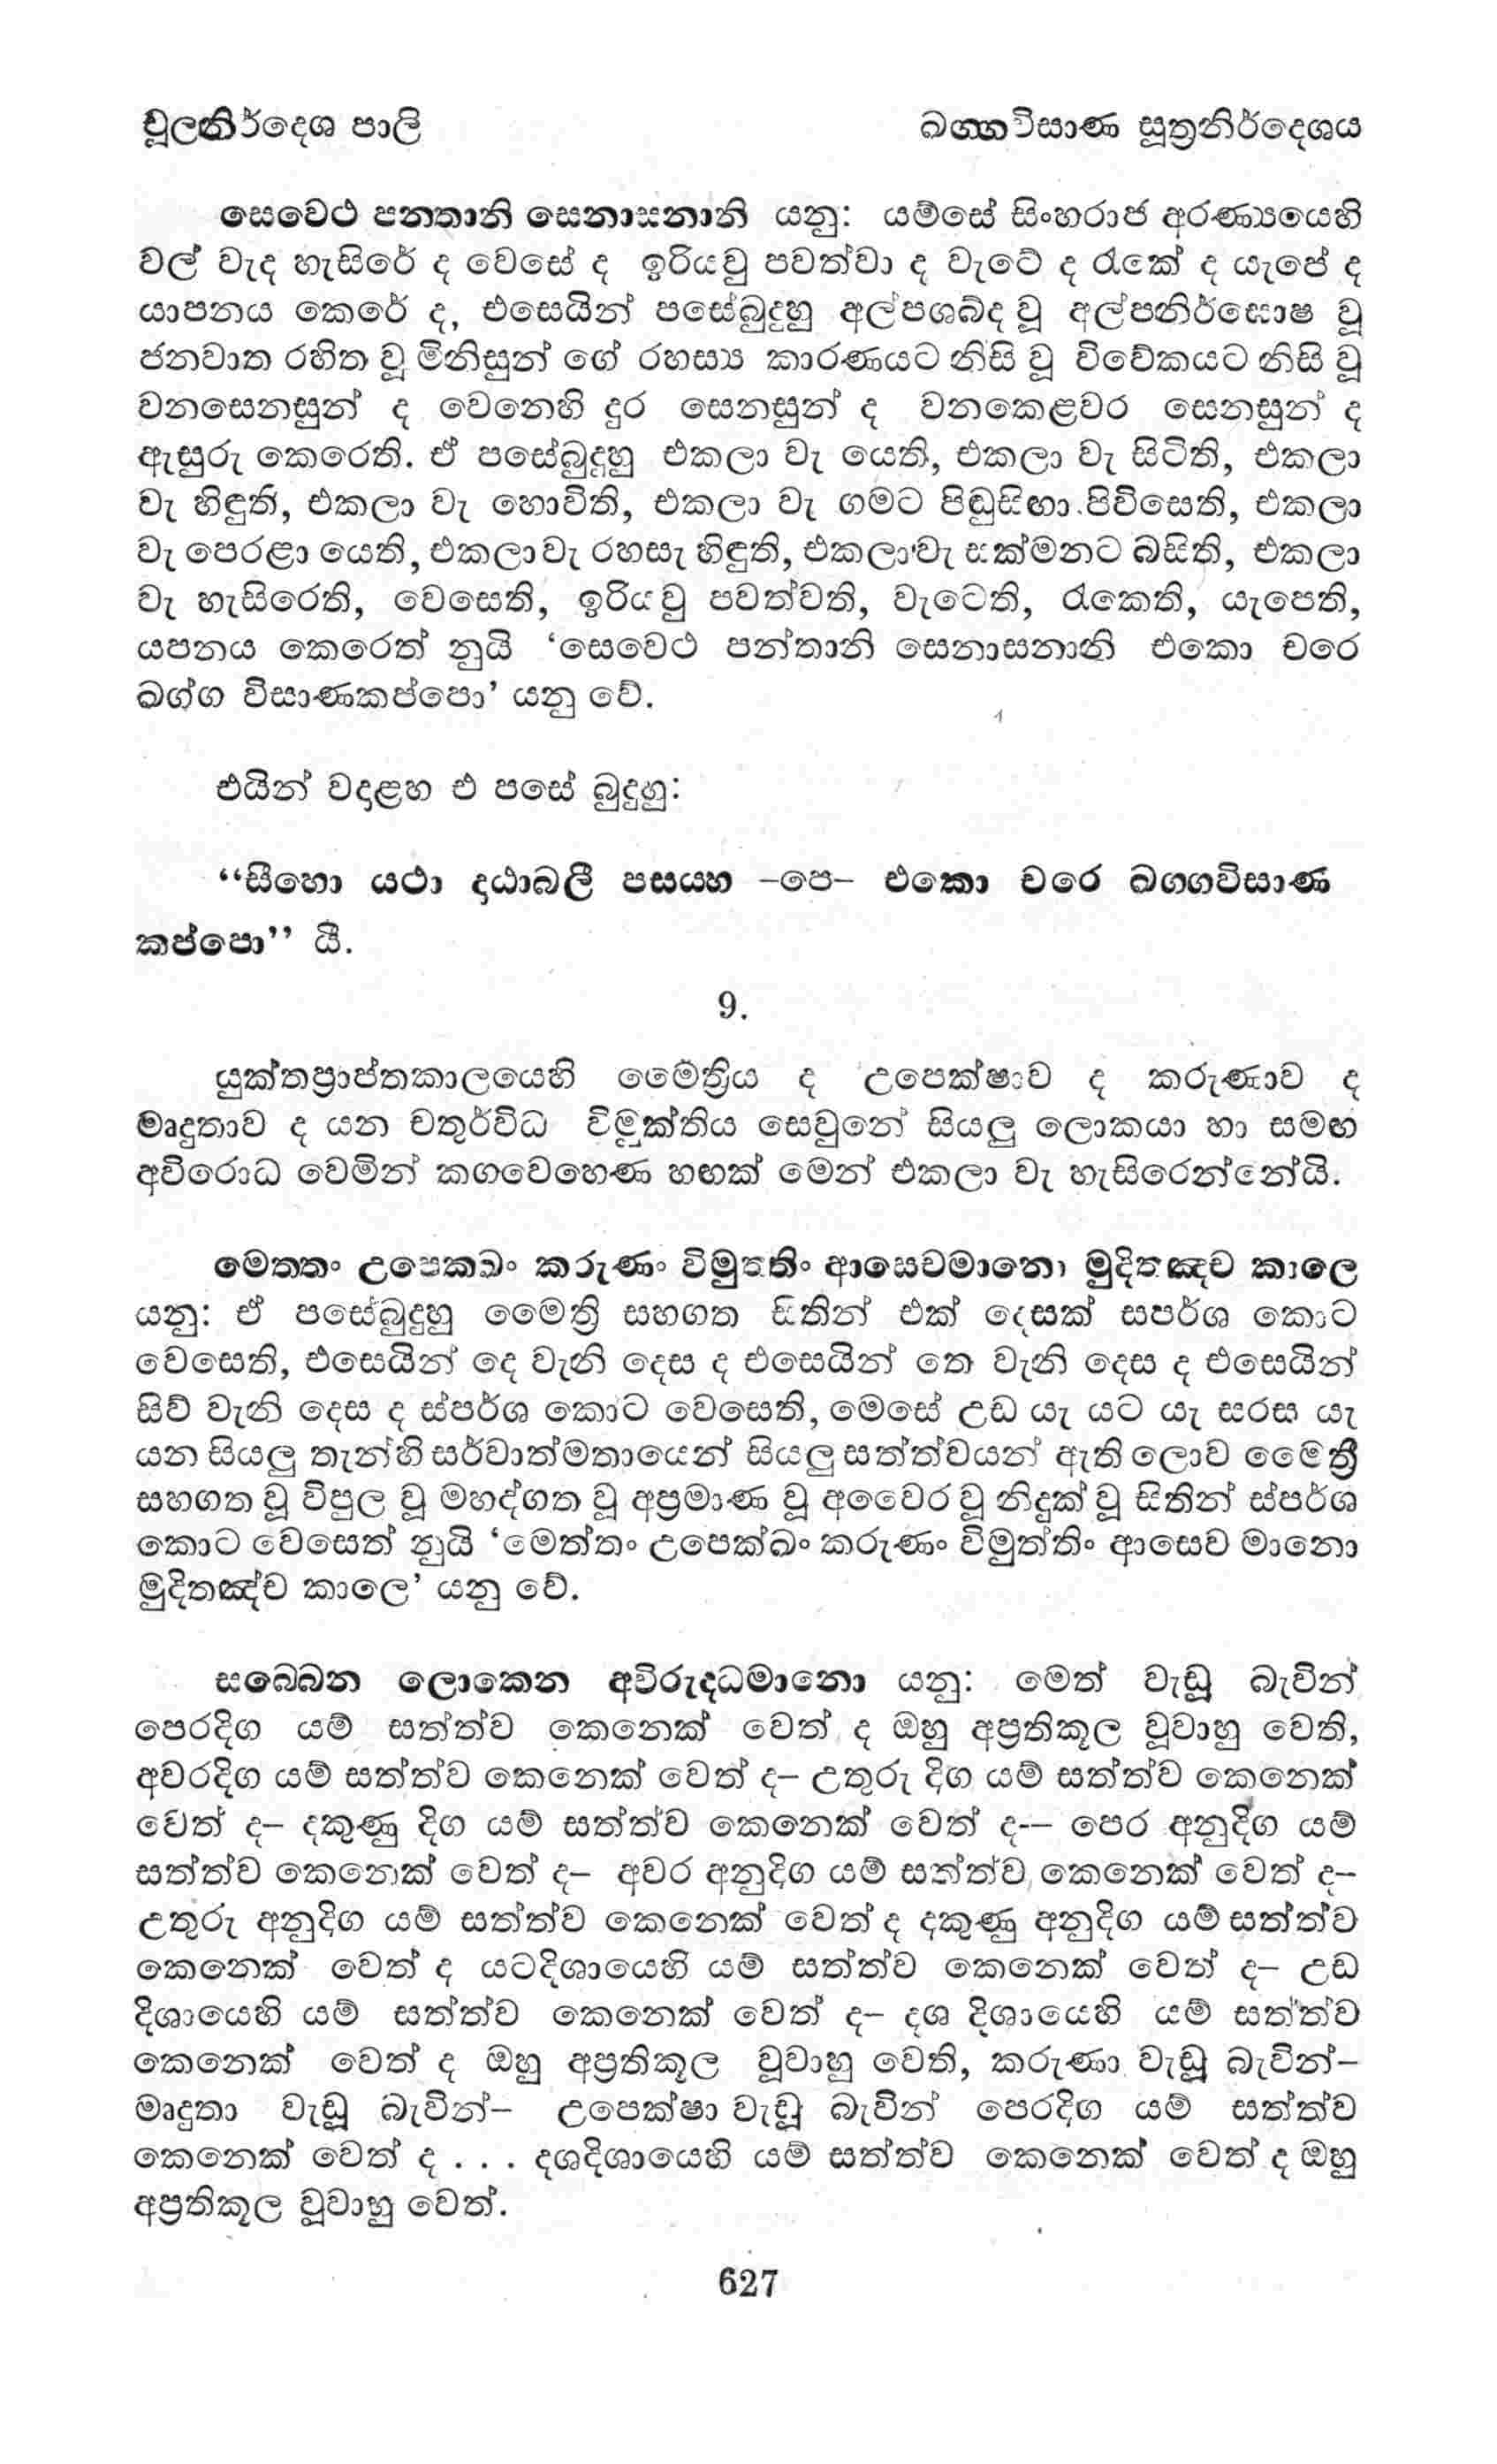 චූලනිර්දෙශ පාලි
ඛග්ගවිසාණ සූත්‍රනිර්දෙශය
සෙවෙථ පන‍්තානි සෙනාසනානි යනු: යම්සේ සිංහරාජ අරණ්‍යයෙහි
වල් වැද හැසිරේ ද වෙසේ ද ඉරියවු පවත්වා ද වැටේ ද රැකේ ද යැපේ ද
යාපනය කෙරේ ද, එසෙයින් පසේබුදුහු අල්පශබ්ද වූ අල්පනිර්ඝොෂ වූ
ජනවාත රහිත වූ මිනිසුන් ගේ රහස්‍ය කාරණයට නිසි වූ විවේකයට නිසි වූ
වනසෙනසුන් ද වෙනෙහි දුර සෙනසුන් ද වනකෙළවර සෙනසුන් ද
ඇසුරු කෙරෙති. ඒ පසේබුදුහු එකලා වැ යෙති, එකලා වැ සිටිති, එකලා
වැ හිඳුති, එකලා වැ හොවිති, එකලා වැ ගමට පිඬුසිඟා පිවිසෙති, එකලා
වැ පෙරළා යෙති, එකලාවැ රහසැ හිඳුති, එකලා වැ සක්මනට බසිති, එකලා
වැ හැසිරෙති, වෙසෙති, ඉරියවු පවත්වති, වැටෙති, රැකෙති, යැපෙති,
යපනය කෙරෙත් නුයි ‘සෙවෙථ පන්තානි සෙනාසනානි එකො චරෙ
ඛග්ග විසාණකප්පො’ යනු වේ.
එයින් වදාළහ එ පසේ බුදුහු:
“සීහො යථා දාඨාබලී පසය්හ –පෙ– එකො චරෙ ඛග්ගවිසාණ
කප්පො” යී.
9.
යුක්තප්‍රාප්තකාලයෙහි මෛත්‍රිය ද උපෙක්ෂාව ද කරුණාව ද
මෘදුතාව ද යන චතුර්විධ විමුක්තිය සෙවුනේ සියලු ලොකයා හා සමඟ
අවිරොධ වෙමින් කගවෙහෙණ හඟක් මෙන් එකලා වැ හැසිරෙන්නේයි.
මෙත‍්තං උපෙක‍්ඛං කරුණං විමුත‍්තිං ආසෙවමානො මුදිතඤ‍්ච කාලෙ
යනු: ඒ පසේබුදුහු මෛත්‍රි සහගත සිතින් එක් දෙසක් සපර්ශ කොට
වෙසෙති, එසෙයින් දෙ වැනි දෙස ද එසෙයින් තෙ වැනි දෙස ද එසෙයින්
සිව් වැනි දෙස ද ස්පර්ශ කොට වෙසෙති, මෙසේ උඩ යැ යට යැ සරස යැ
යන සියලු තැන්හි සර්වාත්මතායෙන් සියලු සත්ත්වයන් ඇති ලොව මෛත්‍රී
සහගත වූ විපුල වූ මහද්ගත වූ අප්‍රමාණ වූ අවෛර වූ නිදුක් වූ සිතින් ස්පර්ශ
කොට වෙසෙත් නුයි ‘මෙත්තං උපෙක්ඛං කරුණං විමුත්තිං ආසෙව මානො
මුදිතඤ්ච කාලෙ’ යනු වේ.
සබ‍්බෙන ලොකෙන අවිරුද‍්ධමානො යනු: මෙත් වැඩූ බැවින්
පෙරදිග යම් සත්ත්ව කෙනෙක් වෙත් ද ඔහු අප්‍රතිකූල වූවාහු වෙති,
අවරදිග යම් සත්ත්ව කෙනෙක් වෙත් ද– උතුරු දිග යම් සත්ත්ව කෙනෙක්
වෙත් ද– දකුණු දිග යම් සත්ත්ව කෙනෙක් වෙත් ද-– පෙර අනුදිග යම්
සත්ත්ව කෙනෙක් වෙත් ද– අවර අනුදිග යම් සත්ත්ව කෙනෙක් වෙත් ද–
උතුරු අනුදිග යම් සත්ත්ව කෙනෙක් වෙත් ද දකුණු අනුදිග යම් සත්ත්ව
කෙනෙක් වෙත් ද යටදිශායෙහි යම් සත්ත්ව කෙනෙක් වෙත් ද– උඩ
දිශායෙහි යම් සත්ත්ව කෙනෙක් වෙත් ද– දශ දිශායෙහි යම් සත්ත්ව
කෙනෙක් වෙත් ද ඔහු අප්‍රතිකූල වූවාහු වෙති, කරුණා වැඩූ බැවින්–
මෘදුතා වැඩූ බැවින්– උපෙක්ෂා වැඩූ බැවින් පෙරදිග යම් සත්ත්ව
කෙනෙක් වෙත් ද . . . දශදිශායෙහි යම් සත්ත්ව කෙනෙක් වෙත් ද ඔහු
අප්‍රතිකූල වූවාහු වෙත්.
627